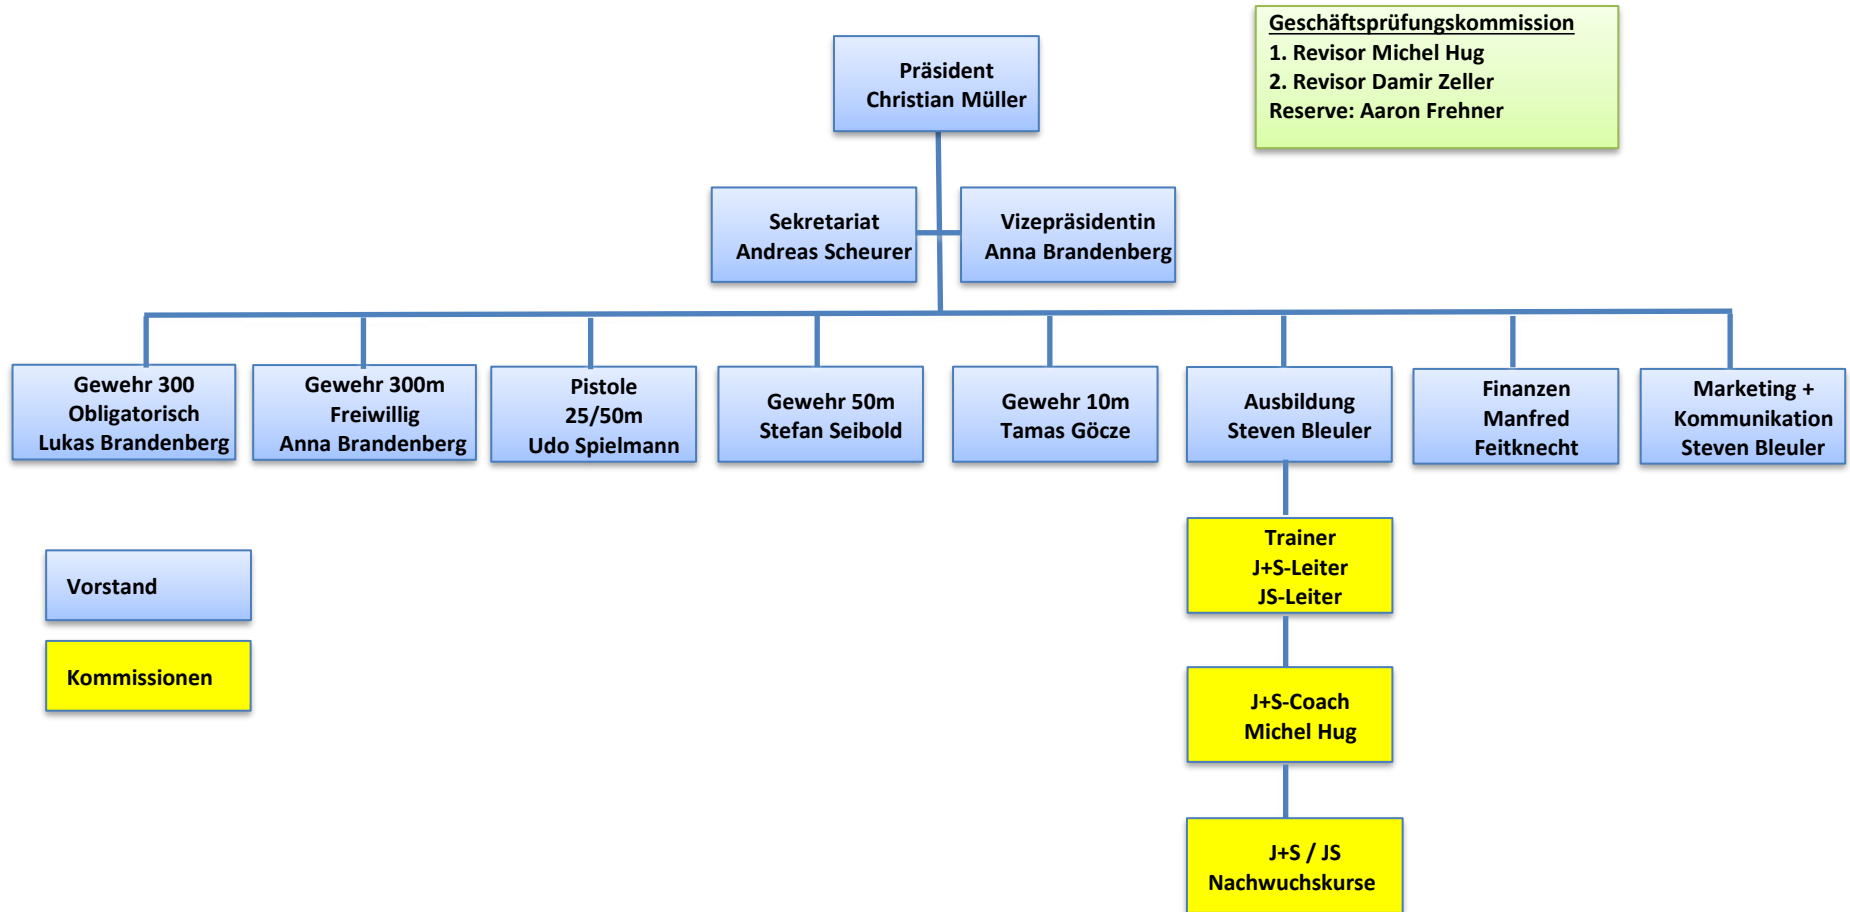 Geschäftsprüfungskommission
1. Revisor Michel Hug
2. Revisor Damir Zeller
Reserve: Aaron Frehner
Präsident
Christian Müller
Sekretariat
Andreas Scheurer
Vizepräsidentin
Anna Brandenberg
Gewehr 300
Obligatorisch
Lukas Brandenberg
Gewehr 300m
Freiwillig
Anna Brandenberg
Pistole
25/50m
Udo Spielmann
Gewehr 50m
Stefan Seibold
Gewehr 10m
Tamas Göcze
Ausbildung
Steven Bleuler
Finanzen
Manfred
Feitknecht
Marketing +
Kommunikation
Steven Bleuler
Trainer
J+S-Leiter
JS-Leiter
Vorstand
Kommissionen
J+S-Coach
Michel Hug
J+S / JS
Nachwuchskurse